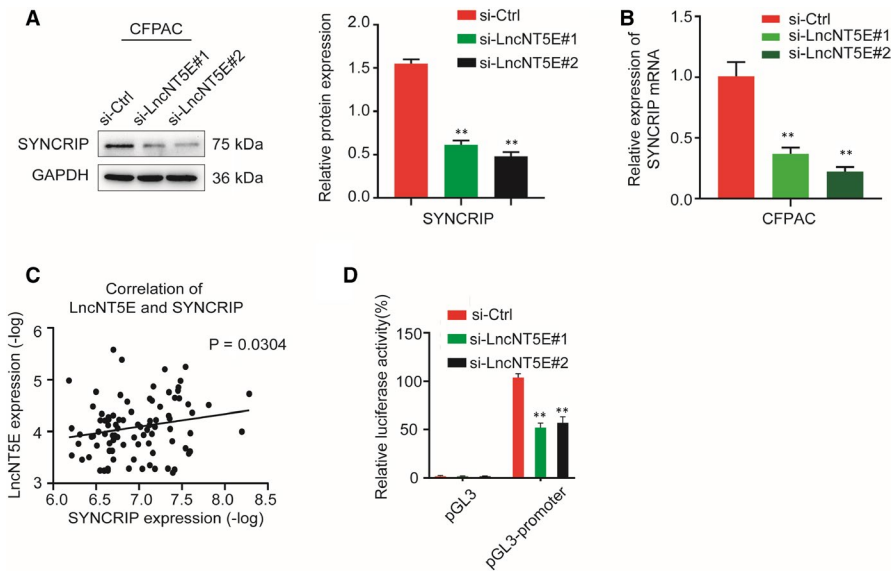 A
CFPAC
si-Ctrl
si-LncNT5E#1
si-LncNT5E#2
SYNCRIP
75 kDa
GAPDH
36 kDa
Relative protein expression
2.0
1.5
1.0
0.5
0.0
si-Ctrl
si-LncNT5E#1
si-LncNT5E#2
**
**
SYNCRIP
B
Relative expression of
SYNCRIP mRNA
1.5
1.0
0.5
0.0
si-Ctrl
si-LncNT5E#1
si-LncNT5E#2
**
**
CFPAC
C
Correlation of
LncNT5E and SYNCRIP
P = 0.0304
LncNT5E expression (-log)
6
5
4
3
6.0 6.5 7.0 7.5 8.0 8.5
SYNCRIP expression (-log)
D
si-Ctrl
si-LncNT5E#1
si-LncNT5E#2
Relative luciferase activity(%)
150
100
50
0
**
**
pGL3
pGL3-promoter